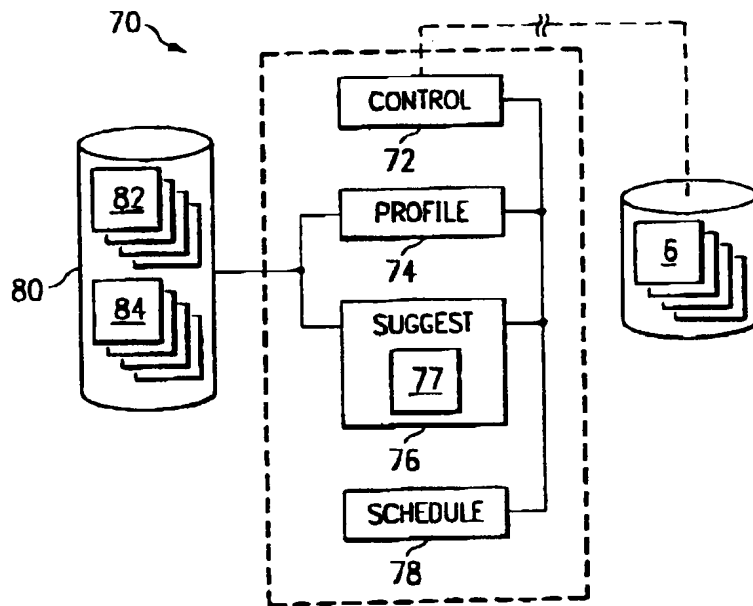 70
CONTROL
72
82
PROFILE
74
6
80
84
SUGGEST
77
76
SCHEDULE
78